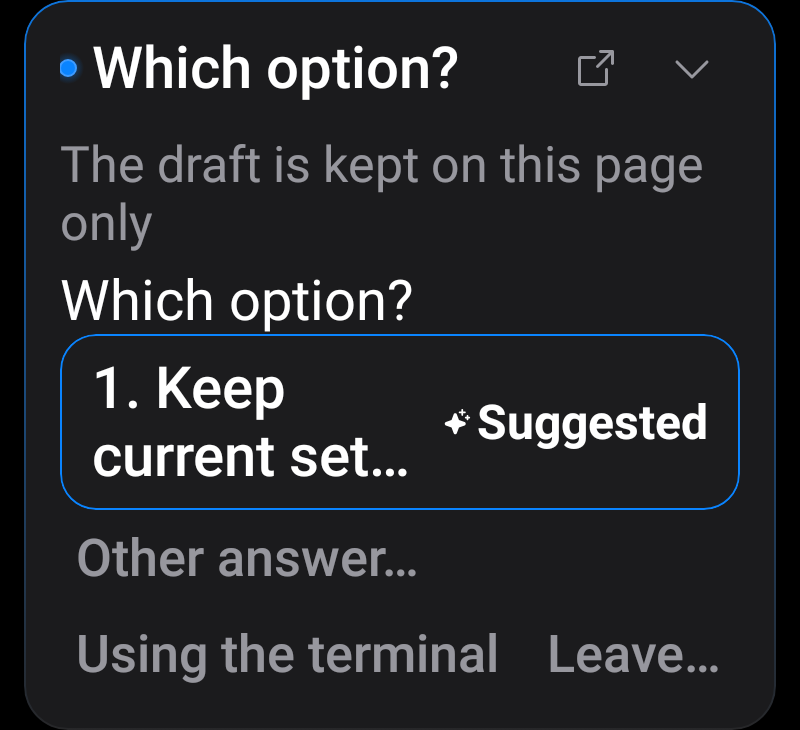 Which option?
The draft is kept on this page
only
Which option?
1. Keep
current set…
Suggested
Other answer…
Using the terminal
Leave…